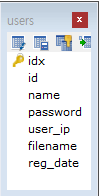 users
idx
id
name
password
user_ip
filename
reg_date